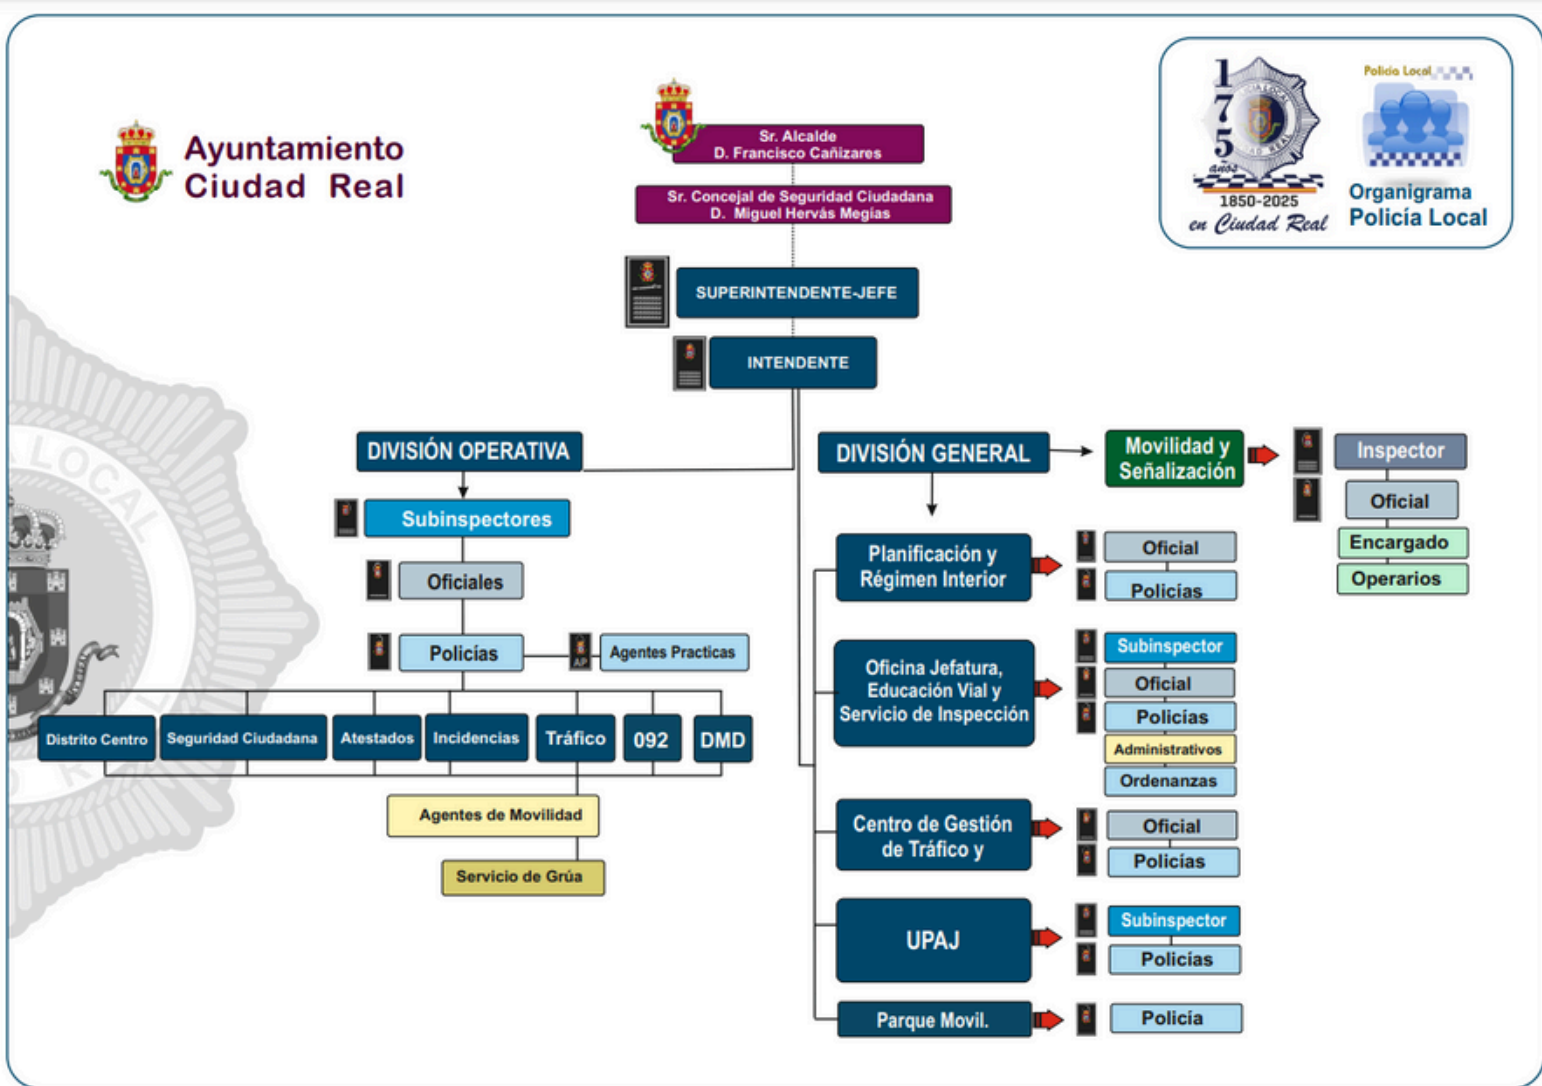 Ayuntamiento
Ciudad Real
Sr. Alcalde
D. Francisco Cañizares
Sr. Concejal de Seguridad Ciudadana
D. Miguel Hervás Megías
175
años
1850-2025
en Ciudad Real
Policía Local
Organigrama
Policía Local
SUPERINTENDENTE-JEFE
INTENDENTE
DIVISIÓN OPERATIVA
Subinspectores
Oficiales
Policías
AP
Agentes Practicas
Distrito Centro
Seguridad Ciudadana
Atestados
Incidencias
Tráfico
092
DMD
Agentes de Movilidad
Servicio de Grúa
DIVISIÓN GENERAL
Movilidad y
Señalización
Inspector
Oficial
Encargado
Operarios
Planificación y
Régimen Interior
Oficial
Policías
Oficina Jefatura,
Educación Vial y
Servicio de Inspección
Subinspector
Oficial
Policías
Administrativos
Ordenanzas
Centro de Gestión
de Tráfico y
Oficial
Policías
UPAJ
Subinspector
Policías
Parque Movil.
Policía
LOCAL